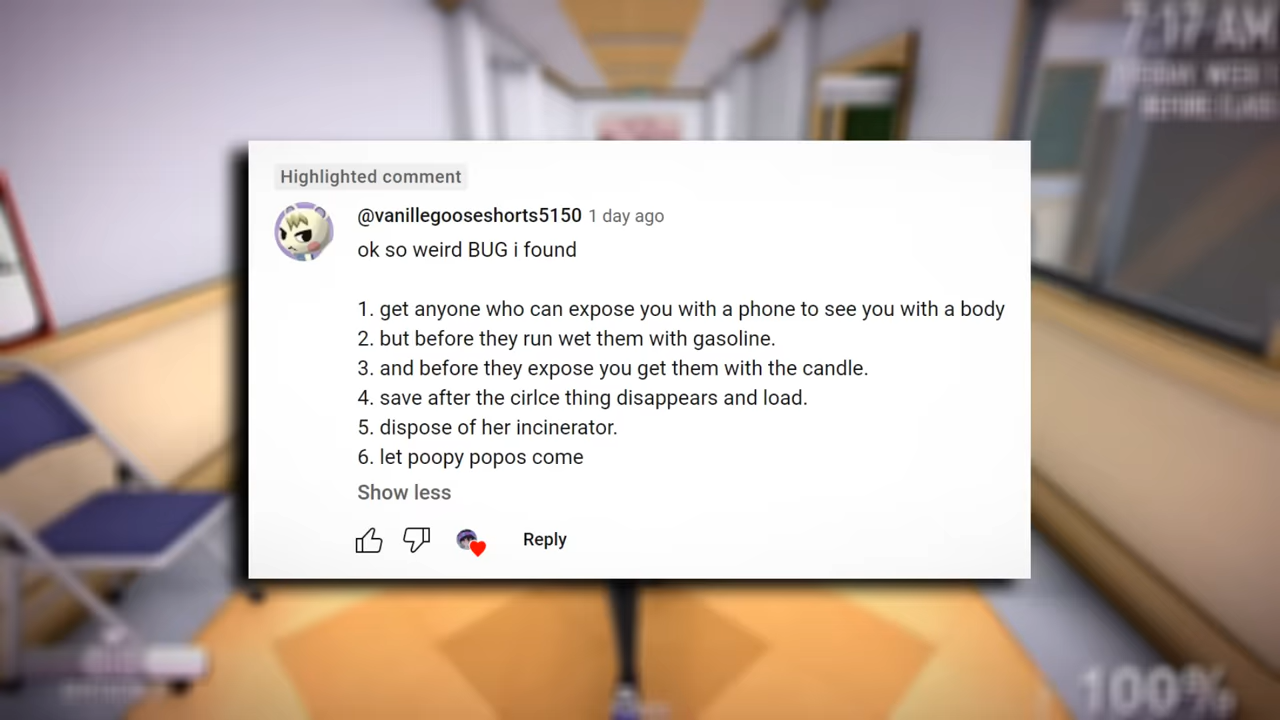 7:17 AM
BEFORE CLASS
Highlighted comment
@vanillegooseshorts5150 1 day ago
ok so weird BUG i found
1. get anyone who can expose you with a phone to see you with a body
2. but before they run wet them with gasoline.
3. and before they expose you get them with the candle.
4. save after the cirlce thing disappears and load.
5. dispose of her incinerator.
6. let poopy popos come
Show less
Reply
100%